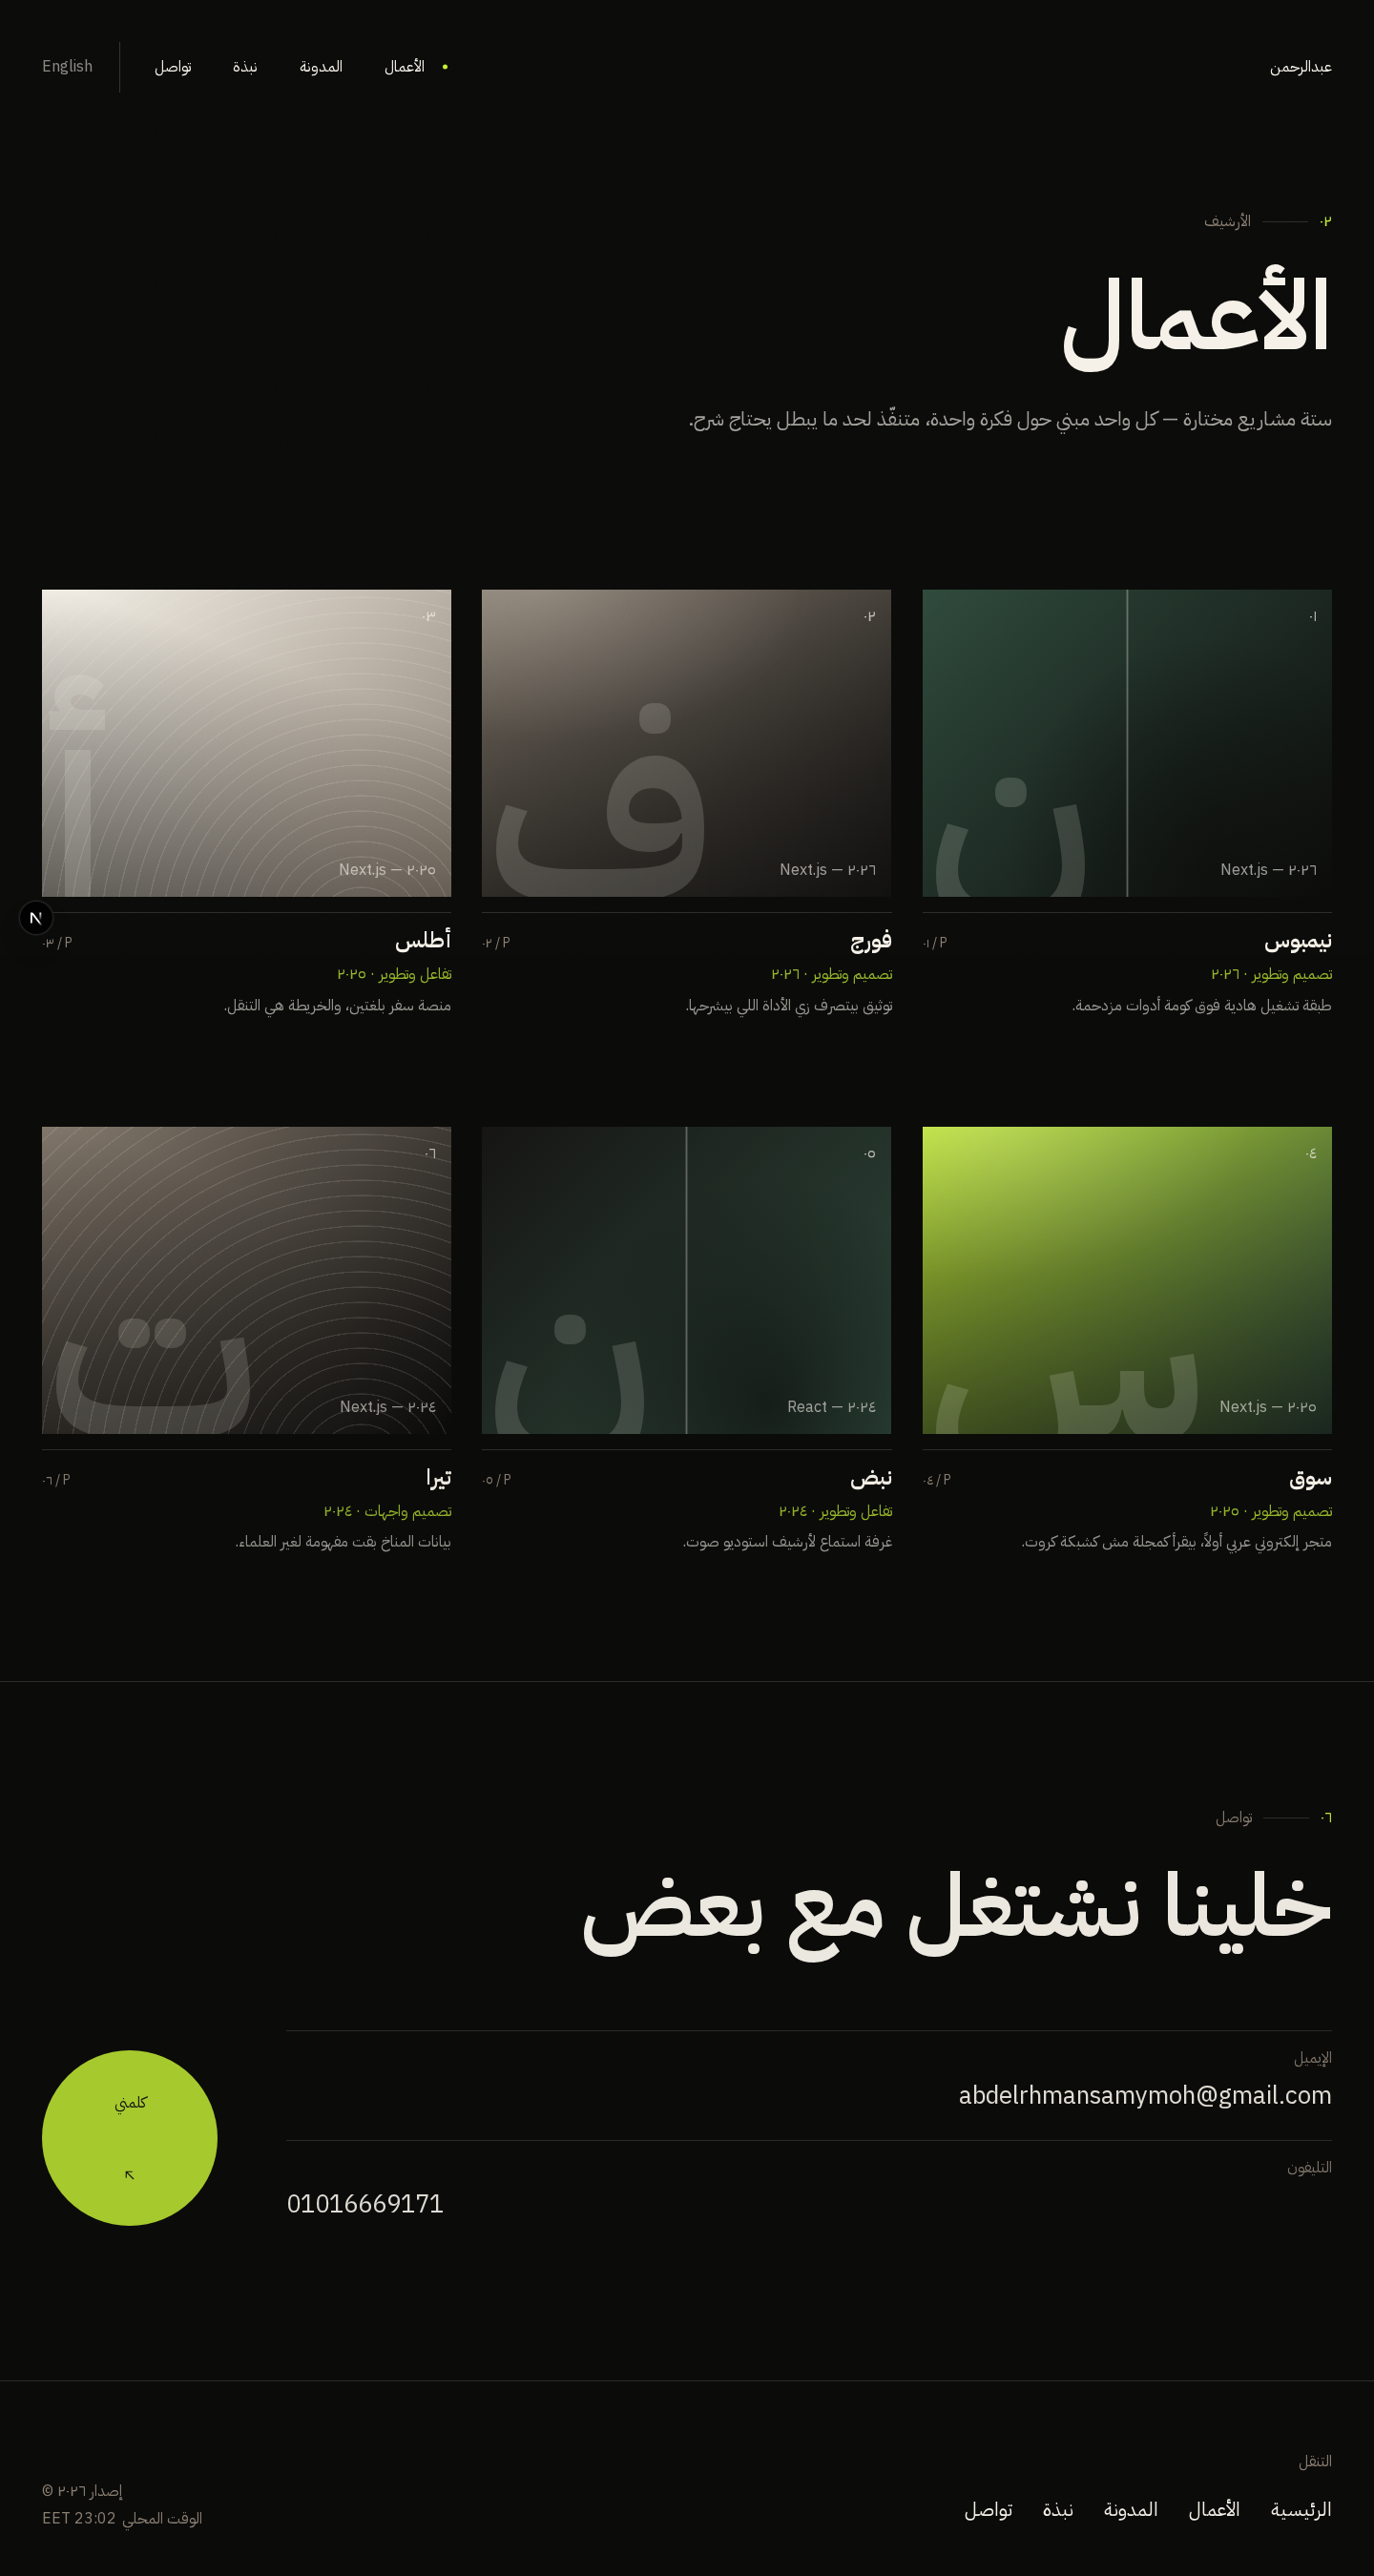 عبدالرحمن
الأعمال
المدونة
نبذة
تواصل
English
٠٢ الأرشيف
الأعمال
ستة مشاريع مختارة — كل واحد مبني حول فكرة واحدة، متنفّذ لحد ما يبطل يحتاج شرح.
٠١
ن
Next.js — ٢٠٢٦
نيمبوس
٠١ / P
تصميم وتطوير · ٢٠٢٦
طبقة تشغيل هادية فوق كومة أدوات مزدحمة.
٠٢
ف
Next.js — ٢٠٢٦
فورج
٠٢ / P
تصميم وتطوير · ٢٠٢٦
توثيق بيتصرف زي الأداة اللي بيشرحها.
٠٣
أ
Next.js — ٢٠٢٥
أطلس
٠٣ / P
تفاعل وتطوير · ٢٠٢٥
منصة سفر بلغتين، والخريطة هي التنقل.
N
٠٤
س
Next.js — ٢٠٢٥
سوق
٠٤ / P
تصميم وتطوير · ٢٠٢٥
متجر إلكتروني عربي أولاً، بيقرأ كمجلة مش كشبكة كروت.
٠٥
ن
React — ٢٠٢٤
نبض
٠٥ / P
تفاعل وتطوير · ٢٠٢٤
غرفة استماع لأرشيف استوديو صوت.
٠٦
ت
Next.js — ٢٠٢٤
تيرا
٠٦ / P
تصميم واجهات · ٢٠٢٤
بيانات المناخ بقت مفهومة لغير العلماء.
٠٦ تواصل
خلينا نشتغل مع بعض
الإيميل
abdelrhmansamymoh@gmail.com
التليفون
01016669171
كلمني
التنقل
الرئيسية
الأعمال
المدونة
نبذة
تواصل
إصدار ٢٠٢٦ ©
الوقت المحلي EET 23:02